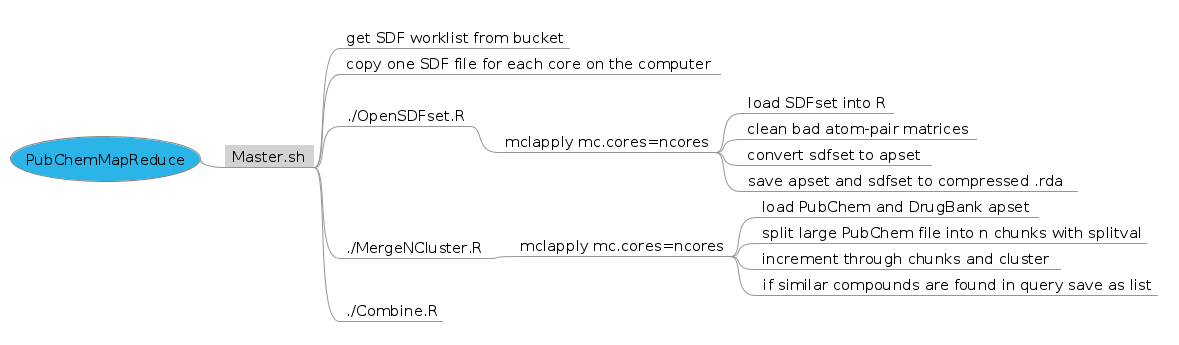 PubChemMapReduce
Master.sh
get SDF worklist from bucket
copy one SDF file for each core on the computer
./OpenSDFset.R
mclapply mc.cores=ncores
load SDFset into R
clean bad atom-pair matrices
convert sdfset to apset
save apset and sdfset to compressed .rda
./MergeNCluster.R
mclapply mc.cores=ncores
load PubChem and DrugBank apset
split large PubChem file into n chunks with splitval
increment through chunks and cluster
if similar compounds are found in query save as list
./Combine.R